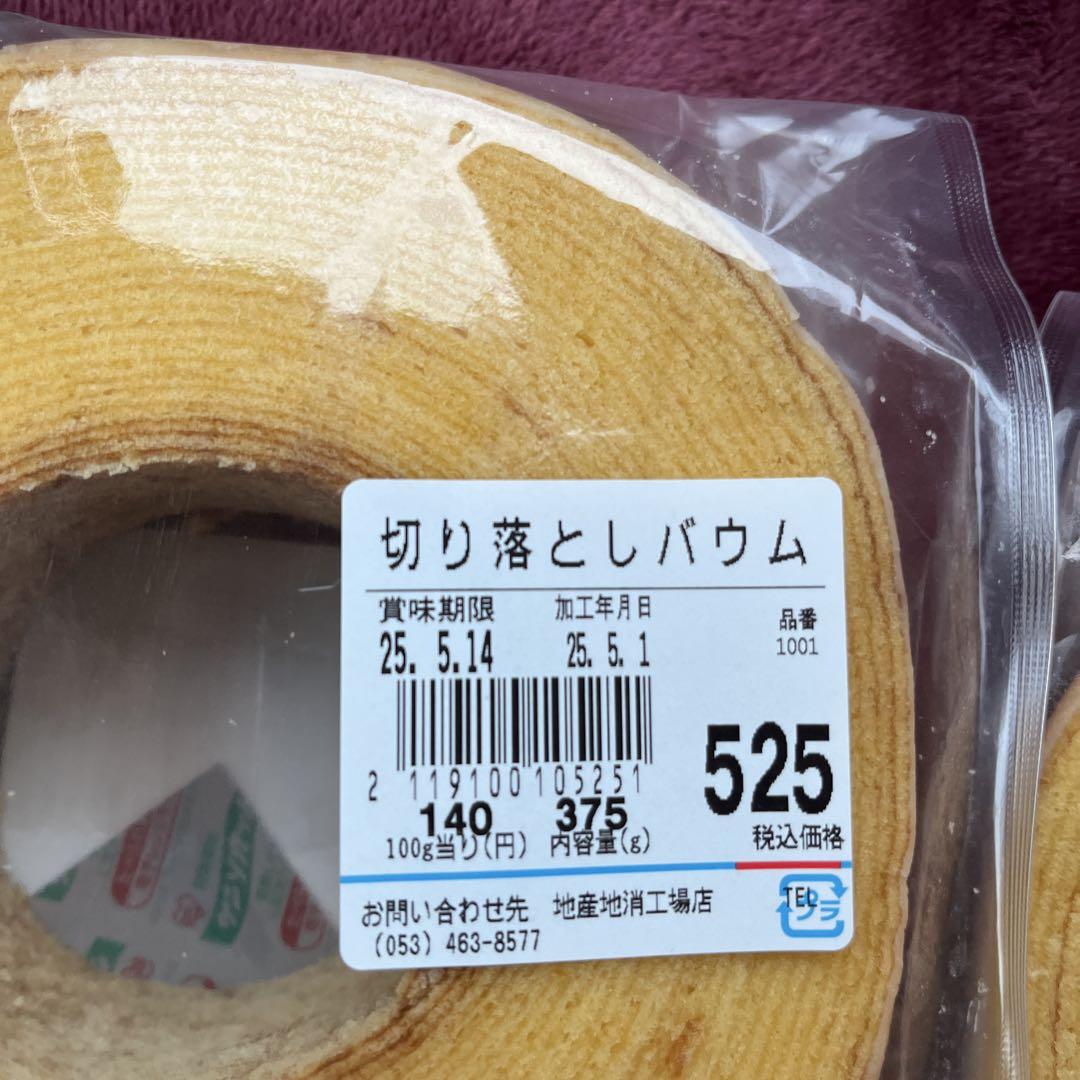 切り落としバウム
賞味期限 加工年月日 品番
25. 5.14 25. 5. 1 1001
2 119100 105251
525
140 375
100g当り(円) 内容量(g) 税込価格
お問い合わせ先 地産地消工場店 TEL
プラ
(053) 463-8577